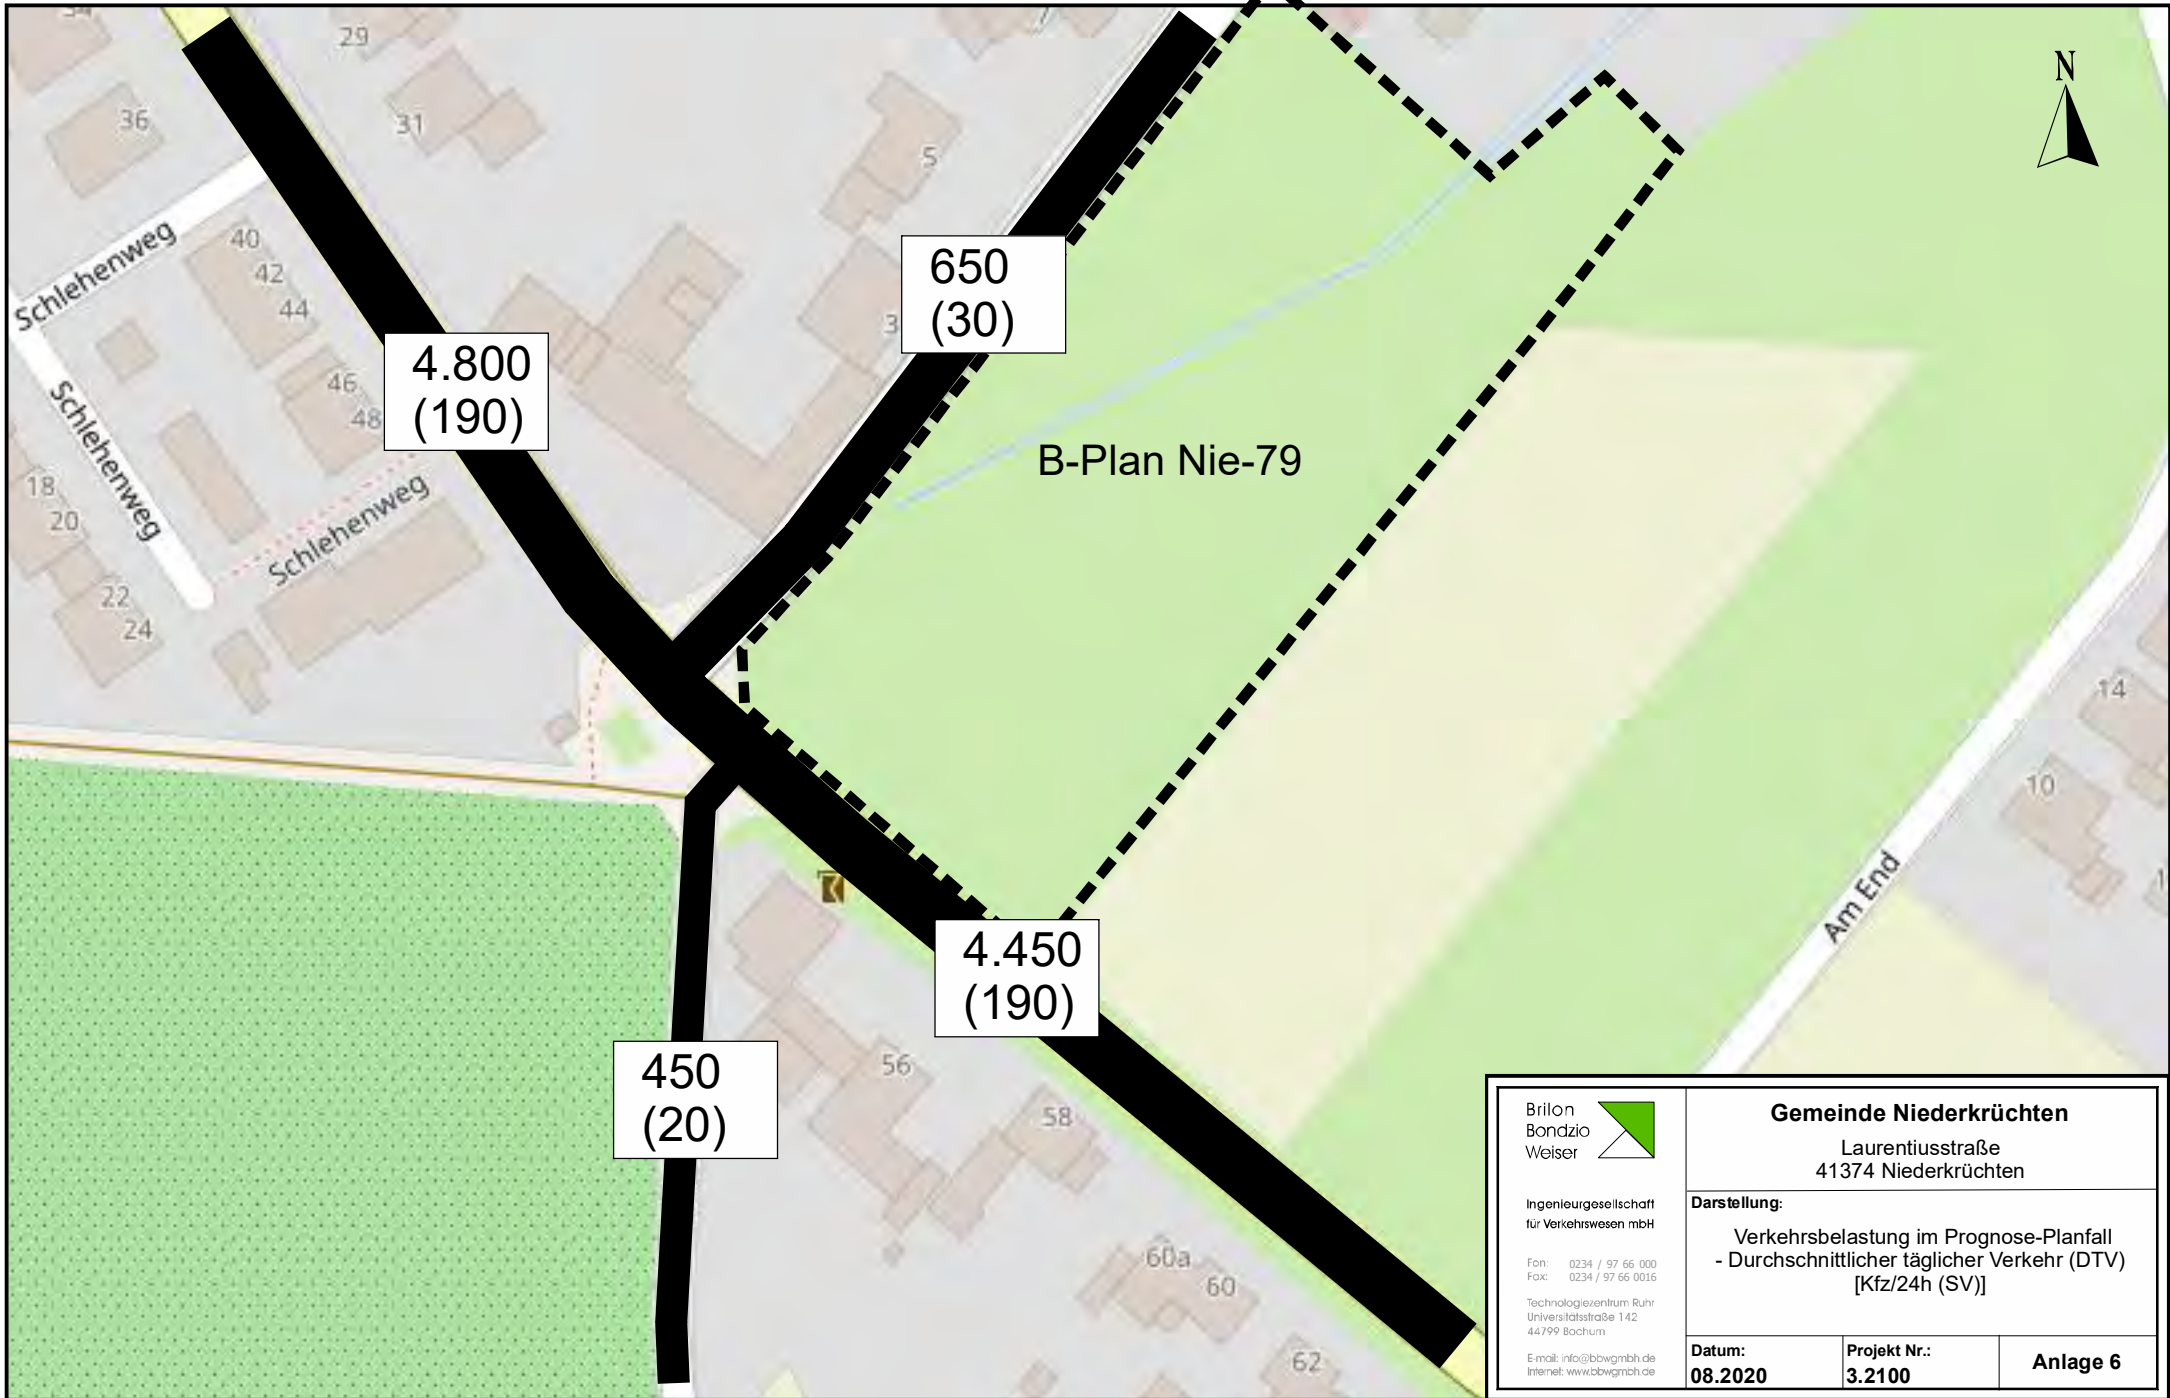 29
36
31
5
N
Schlehenweg
40
42
44
650
(30)
3
4.800
(190)
46
48
Schlehenweg
B-Plan Nie-79
18
20
Schlehenweg
22
24
14
10
Am End
4.450
(190)
450
(20)
56
58
60a
60
62
Brilon
Bondzio
Weiser
Ingenieurgesellschaft
für Verkehrswesen mbH
Fon: 0234 / 97 66 000
Fax: 0234 / 97 66 0016
Technologiezentrum Ruhr
Universitätsstraße 142
44799 Bochum
E-mail: info@bbwgmbh.de
Internet: www.bbwgmbh.de
Gemeinde Niederkrüchten
Laurentiusstraße
41374 Niederkrüchten
Darstellung:
Verkehrsbelastung im Prognose-Planfall
- Durchschnittlicher täglicher Verkehr (DTV)
[Kfz/24h (SV)]
Datum:
08.2020
Projekt Nr.:
3.2100
Anlage 6